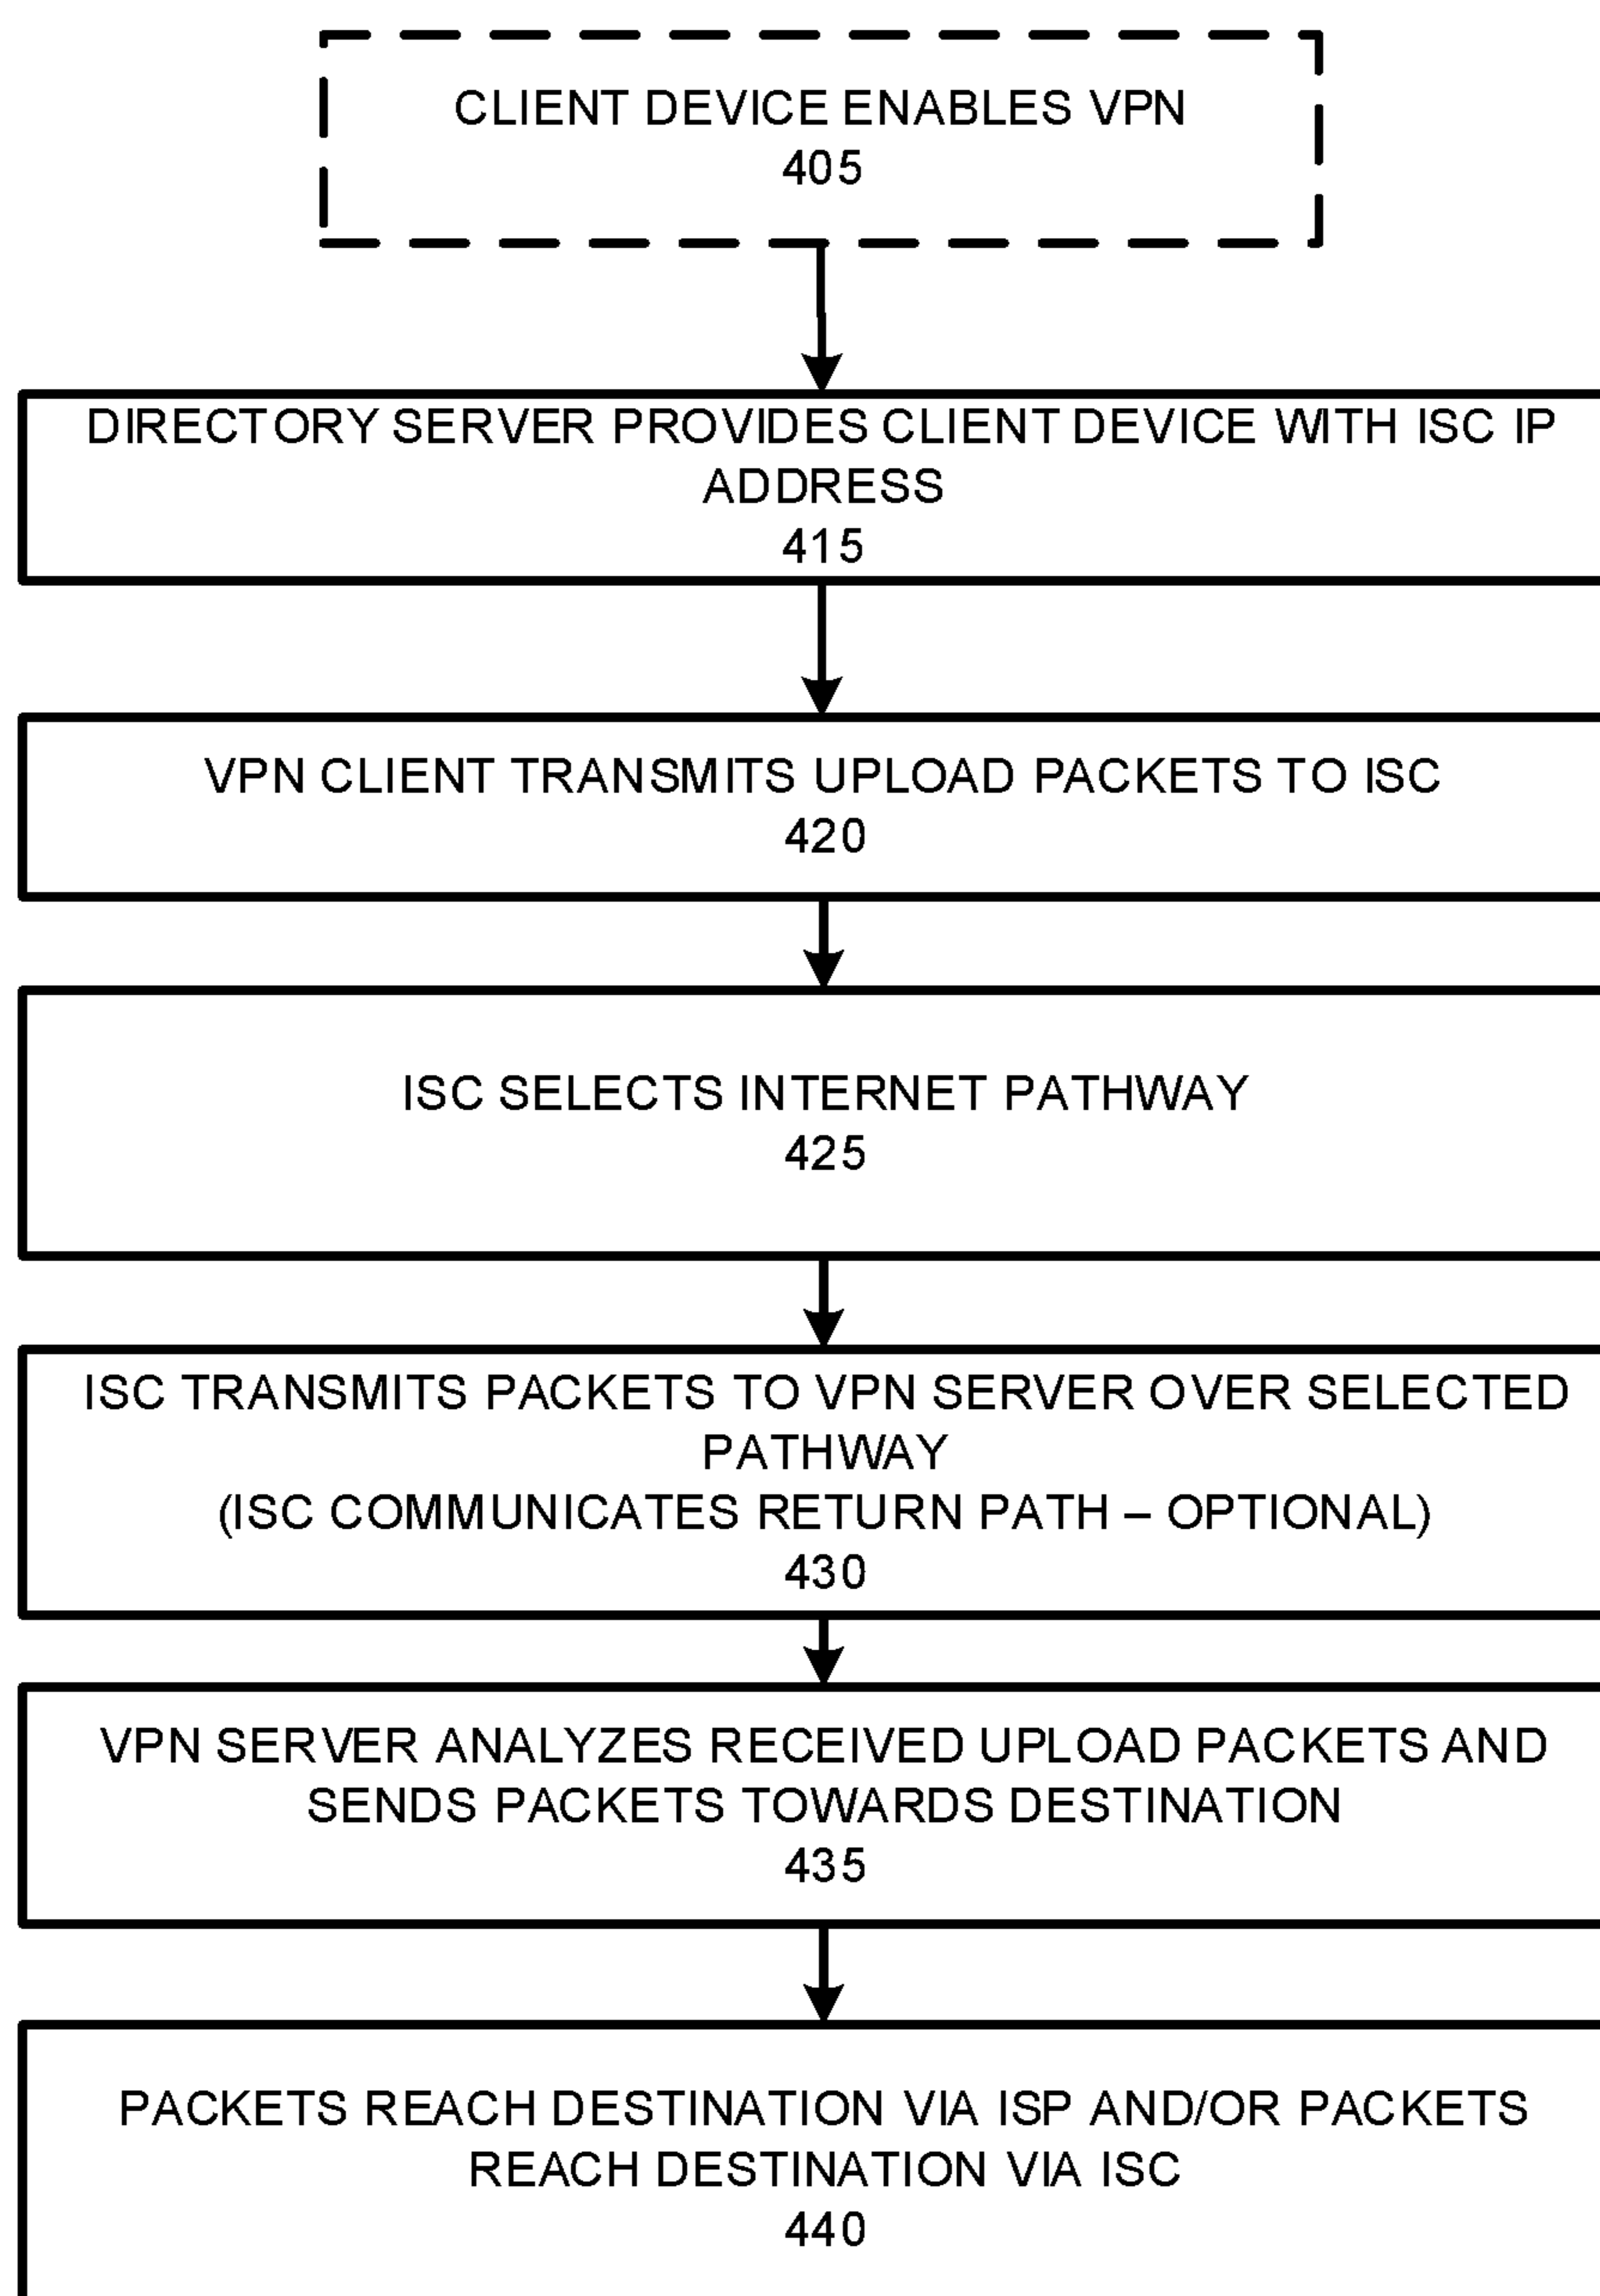 CLIENT DEVICE ENABLES VPN
405
DIRECTORY SERVER PROVIDES CLIENT DEVICE WITH ISC IP
ADDRESS
415
VPN CLIENT TRANSMITS UPLOAD PACKETS TO ISC
420
ISC SELECTS INTERNET PATHWAY
425
ISC TRANSMITS PACKETS TO VPN SERVER OVER SELECTED
PATHWAY
(ISC COMMUNICATES RETURN PATH – OPTIONAL)
430
VPN SERVER ANALYZES RECEIVED UPLOAD PACKETS AND
SENDS PACKETS TOWARDS DESTINATION
435
PACKETS REACH DESTINATION VIA ISP AND/OR PACKETS
REACH DESTINATION VIA ISC
440